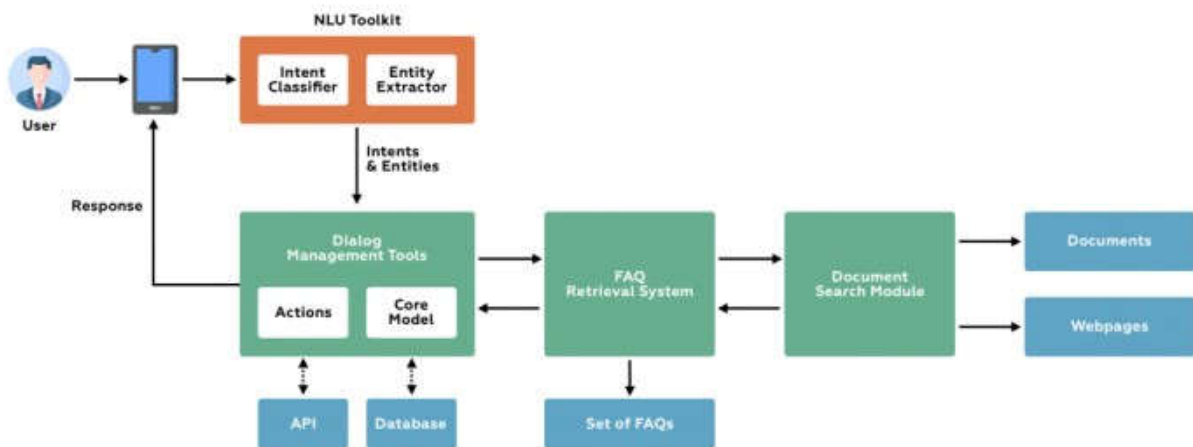 NLU Toolkit
Intent
Classifier
Entity
Extractor
User
Intents
& Entities
Response
Dialog
Management Tools
Actions
Core
Model
FAQ
Retrieval System
Document
Search Module
Documents
Webpages
API
Database
Set of FAQs